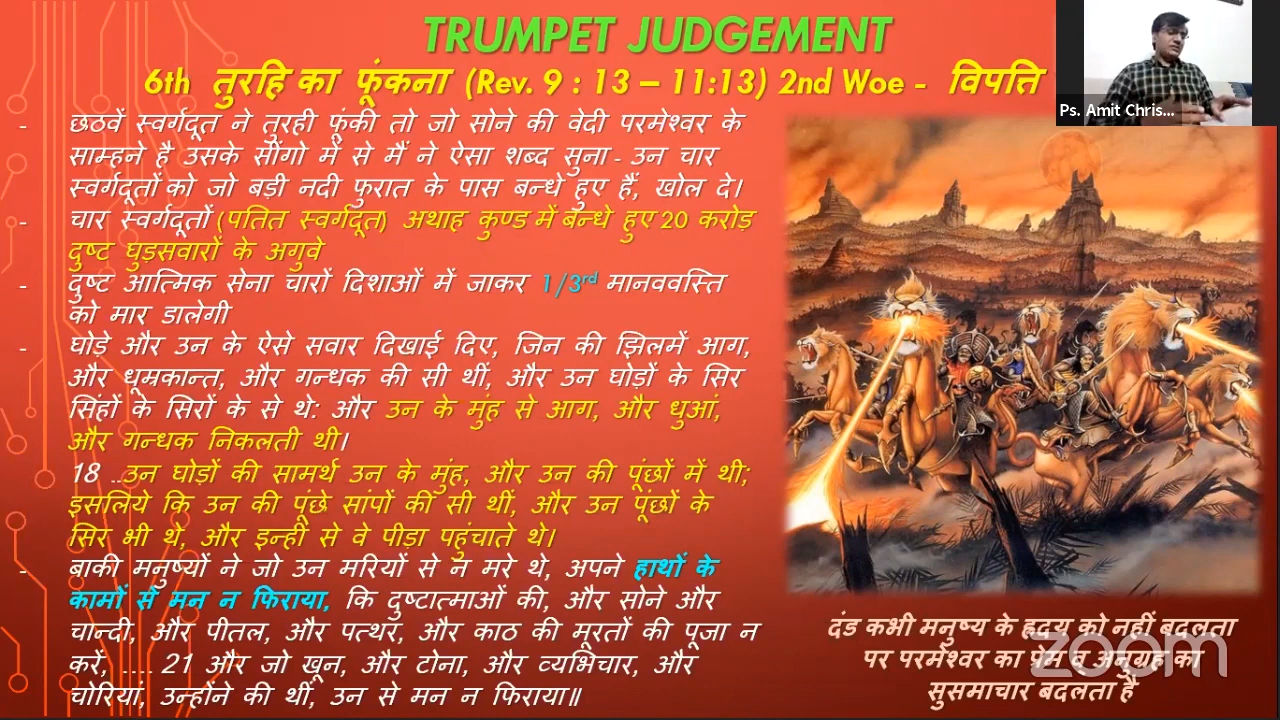 TRUMPET JUDGEMENT
6th तुरहि का फूंकना (Rev. 9 : 13 – 11:13) 2nd Woe - विपति
Ps. Amit Chris...
- छठवें स्वर्गदूत ने तुरही फूंकी तो जो सोने की वेदी परमेश्वर के
साम्हने है उसके सींगो में से मैं ने ऐसा शब्द सुना - उन चार
स्वर्गदूतों को जो बड़ी नदी फुरात के पास बन्धे हुए हैं, खोल दे।
- चार स्वर्गदूतों (पतित स्वर्गदूत) अथाह कुण्ड में बन्धे हुए 20 करोड़
दुष्ट घुड़सवारों के अगुवे
- दुष्ट आत्मिक सेना चारों दिशाओं में जाकर 1/3rd मानववस्ति
को मार डालेगी
- घोड़े और उन के ऐसे सवार दिखाई दिए, जिन की झिलमें आग,
और धूम्रकान्त, और गन्धक की सी थीं, और उन घोड़ों के सिर
सिंहों के सिरों के से थे: और उन के मुंह से आग, और धुआं,
और गन्धक निकलती थी।
18 ...उन घोड़ों की सामर्थ उन के मुंह, और उन की पूंछों में थी;
इसलिये कि उन की पूंछे सांपों की सी थीं, और उन पूंछों के
सिर भी थे, और इन्हीं से वे पीड़ा पहुंचाते थे।
- बाकी मनुष्यों ने जो उन मरियों से न मरे थे, अपने हाथों के
कामों से मन न फिराया, कि दुष्टात्माओं की, और सोने और
चान्दी, और पीतल, और पत्थर, और काठ की मूरतों की पूजा न
करें, .... 21 और जो खून, और टोना, और व्यभिचार, और
चोरियां, उन्होंने की थीं, उन से मन न फिराया॥
दंड कभी मनुष्य के हृदय को नहीं बदलता
पर परमेश्वर का प्रेम व अनुग्रह का
सुसमाचार बदलता है
zoom